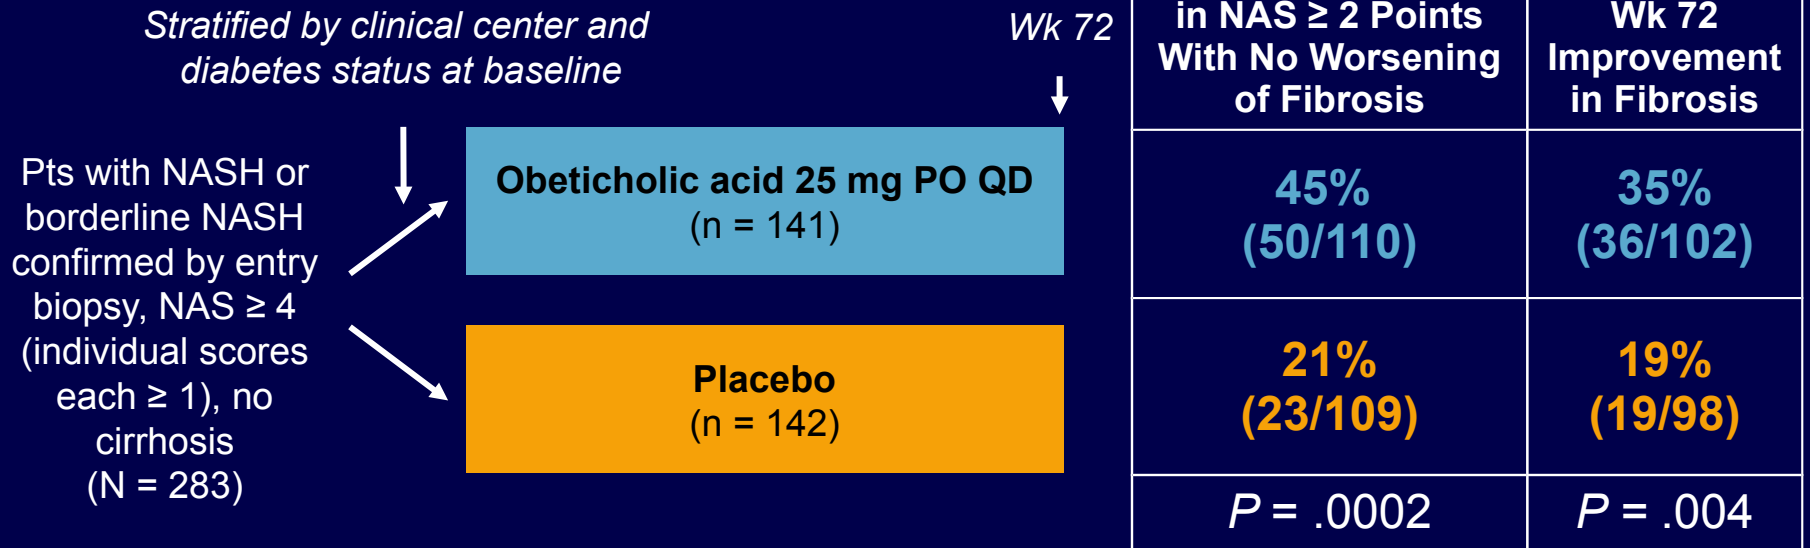 Stratified by clinical center and
diabetes status at baseline
Wk 72
Pts with NASH or
borderline NASH
confirmed by entry
biopsy, NAS ≥ 4
(individual scores
each ≥ 1), no
cirrhosis
(N = 283)
Obeticholic acid 25 mg PO QD
(n = 141)
Placebo
(n = 142)
in NAS ≥ 2 Points
With No Worsening
of Fibrosis
Wk 72
Improvement
in Fibrosis
45%
(50/110)
35%
(36/102)
21%
(23/109)
19%
(19/98)
P = .0002
P = .004